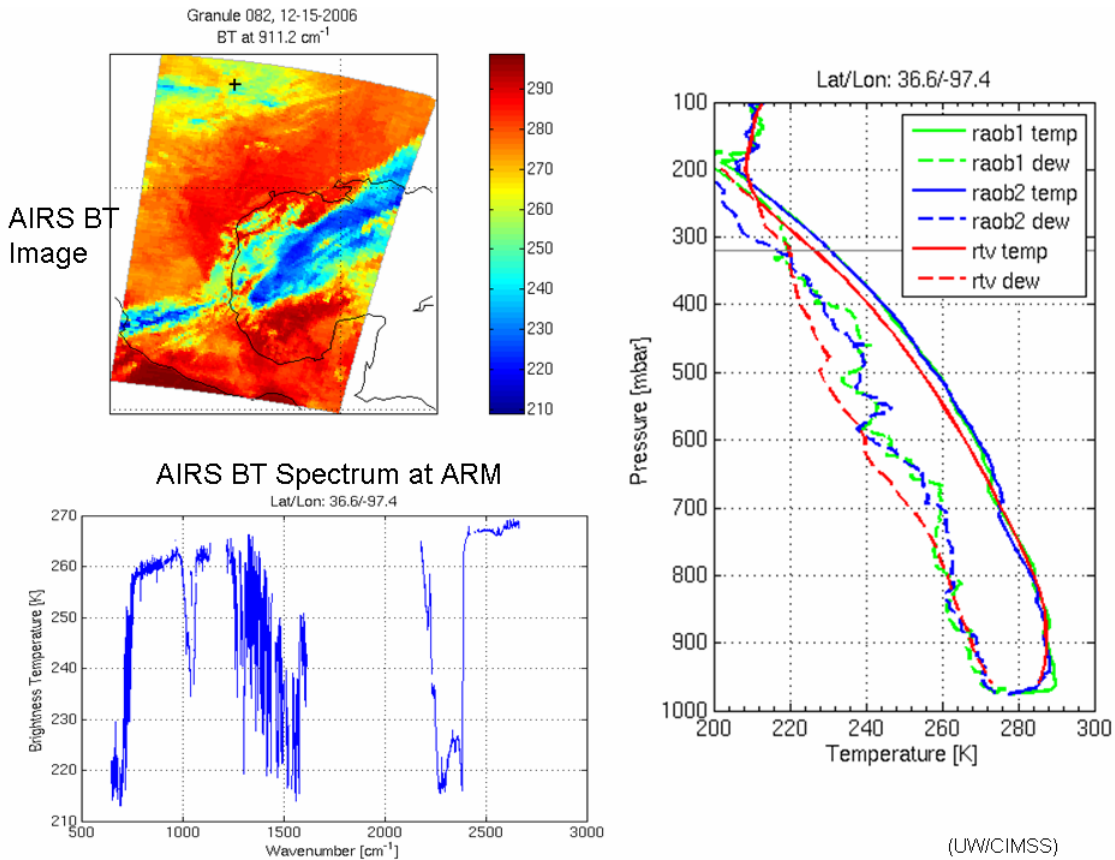 Granule 082, 12-15-2006
BT at 911.2 cm⁻¹
AIRS BT
Image
290
280
270
260
250
240
230
220
210
AIRS BT Spectrum at ARM
Lat/Lon: 36.6/-97.4
Brightness Temperature [K]
270
260
250
240
230
220
210
500 1000 1500 2000 2500 3000
Wavenumber [cm⁻¹]
Lat/Lon: 36.6/-97.4
raob1 temp
raob1 dew
raob2 temp
raob2 dew
rtv temp
rtv dew
Pressure [mbar]
100
200
300
400
500
600
700
800
900
1000
200 220 240 260 280 300
Temperature [K]
(UW/CIMSS)